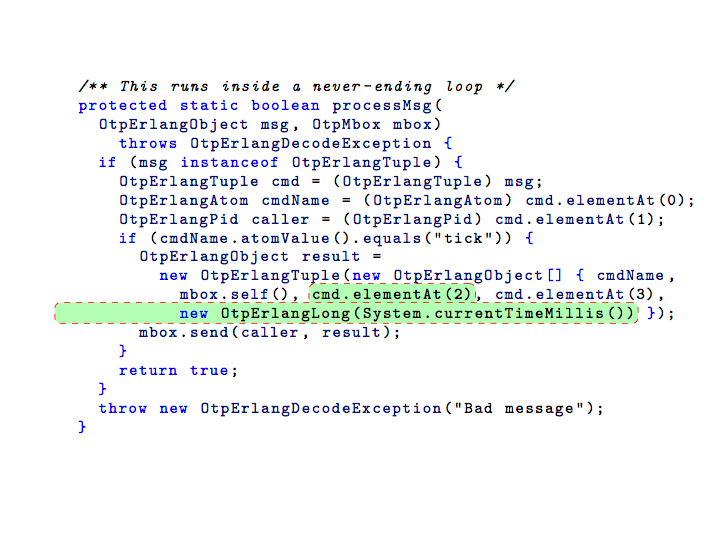 /** This runs inside a never-ending loop */
protected static boolean processMsg(
OtpErlangObject msg, OtpMbox mbox)
throws OtpErlangDecodeException {
if (msg instanceof OtpErlangTuple) {
OtpErlangTuple cmd = (OtpErlangTuple) msg;
OtpErlangAtom cmdName = (OtpErlangAtom) cmd.elementAt(0);
OtpErlangPid caller = (OtpErlangPid) cmd.elementAt(1);
if (cmdName.atomValue().equals("tick")) {
OtpErlangObject result =
new OtpErlangTuple(new OtpErlangObject[] { cmdName,
mbox.self(), cmd.elementAt(2), cmd.elementAt(3),
new OtpErlangLong(System.currentTimeMillis()) });
mbox.send(caller, result);
}
return true;
}
throw new OtpErlangDecodeException("Bad message");
}